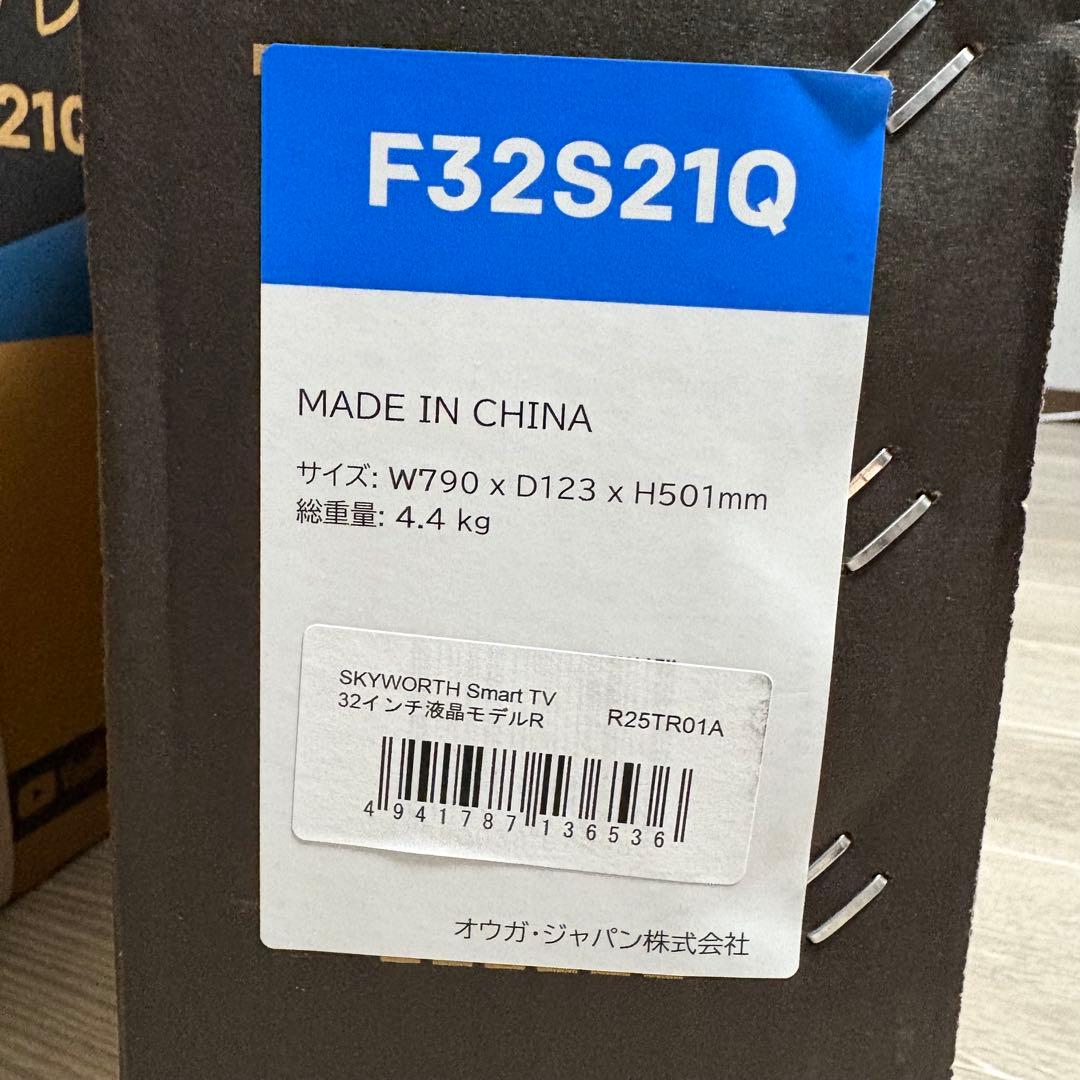 レ
21Q
F32S21Q
MADE IN CHINA
サイズ: W790 x D123 x H501mm
総重量: 4.4 kg
SKYWORTH Smart TV
32インチ液晶モデルR R25TR01A
4 941787 136536
オウガ・ジャパン株式会社